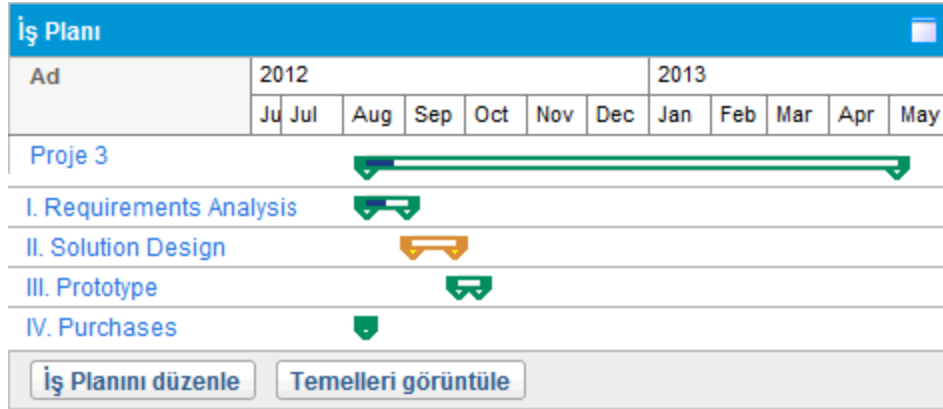 İş Planı
Ad
2012 2013
Ju Jul Aug Sep Oct Nov Dec Jan Feb Mar Apr May
Proje 3
I. Requirements Analysis
II. Solution Design
III. Prototype
IV. Purchases
İş Planını düzenle Temelleri görüntüle